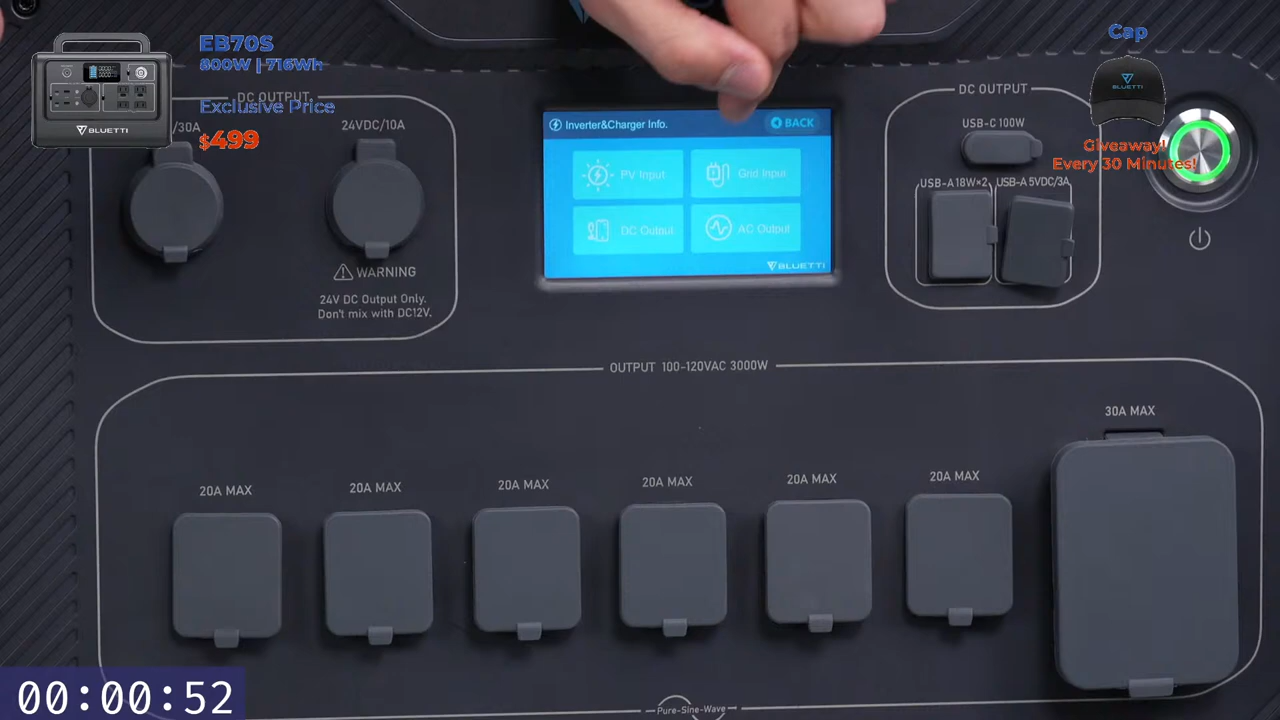 EB70S
800W | 716Wh
Exclusive Price
$499
BLUETTI
DC OUTPUT
/30A
24VDC/10A
WARNING
24V DC Output Only.
Don't mix with DC12V.
Inverter&Charger Info.
BACK
PV Input
Grid Input
DC Output
AC Output
BLUETTI
DC OUTPUT
USB-C 100W
USB-A 18W×2
USB-A 5VDC/3A
Cap
BLUETTI
Giveaway!
Every 30 Minutes!
OUTPUT 100-120VAC 3000W
20A MAX
20A MAX
20A MAX
20A MAX
20A MAX
20A MAX
30A MAX
Pure-Sine-Wave
00:00:52